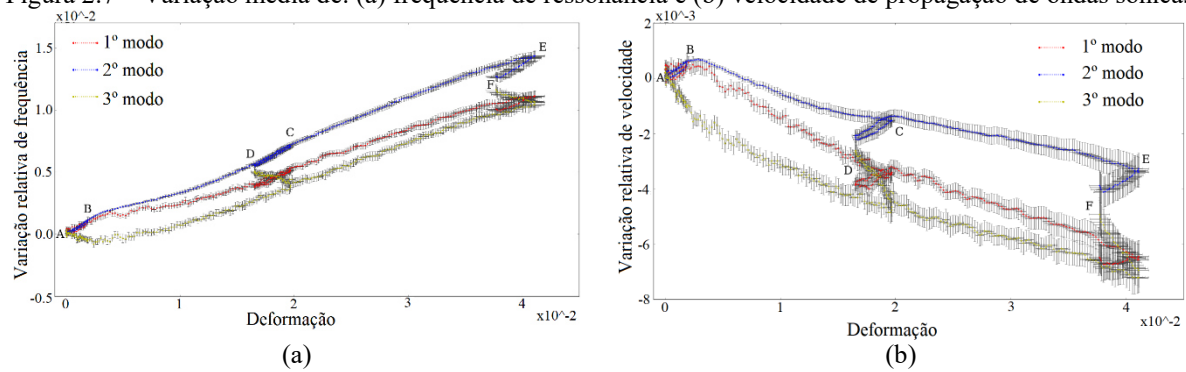 Figura 2.7 – Variação média de: (a) frequência de ressonância e (b) velocidade de propagação de ondas sônicas
x10^-2
1.5
1.0
0.5
-0.0
-0.5
0
1
2
3
4
x10^-2
Variação relativa de frequência
Deformação
1º modo
2º modo
3º modo
A
B
C
D
E
F
(a)
x10^-3
2
0
-2
-4
-6
-8
0
1
2
3
4
x10^-2
Variação relativa de velocidade
Deformação
1º modo
2º modo
3º modo
A
B
C
D
E
F
(b)